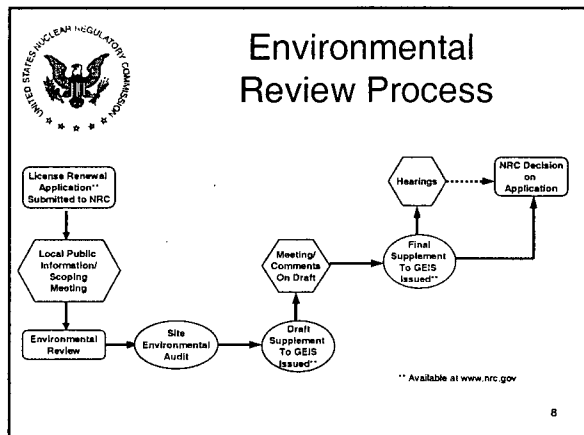 UNITED STATES NUCLEAR REGULATORY COMMISSION
Environmental
Review Process
License Renewal
Application**
Submitted to NRC
Local Public
Information/
Scoping
Meeting
Environmental
Review
Site
Environmental
Audit
Draft
Supplement
To GEIS
Issued**
Meeting/
Comments
On Draft
Final
Supplement
To GEIS
Issued**
Hearings
NRC Decision
on
Application
** Available at www.nrc.gov
8